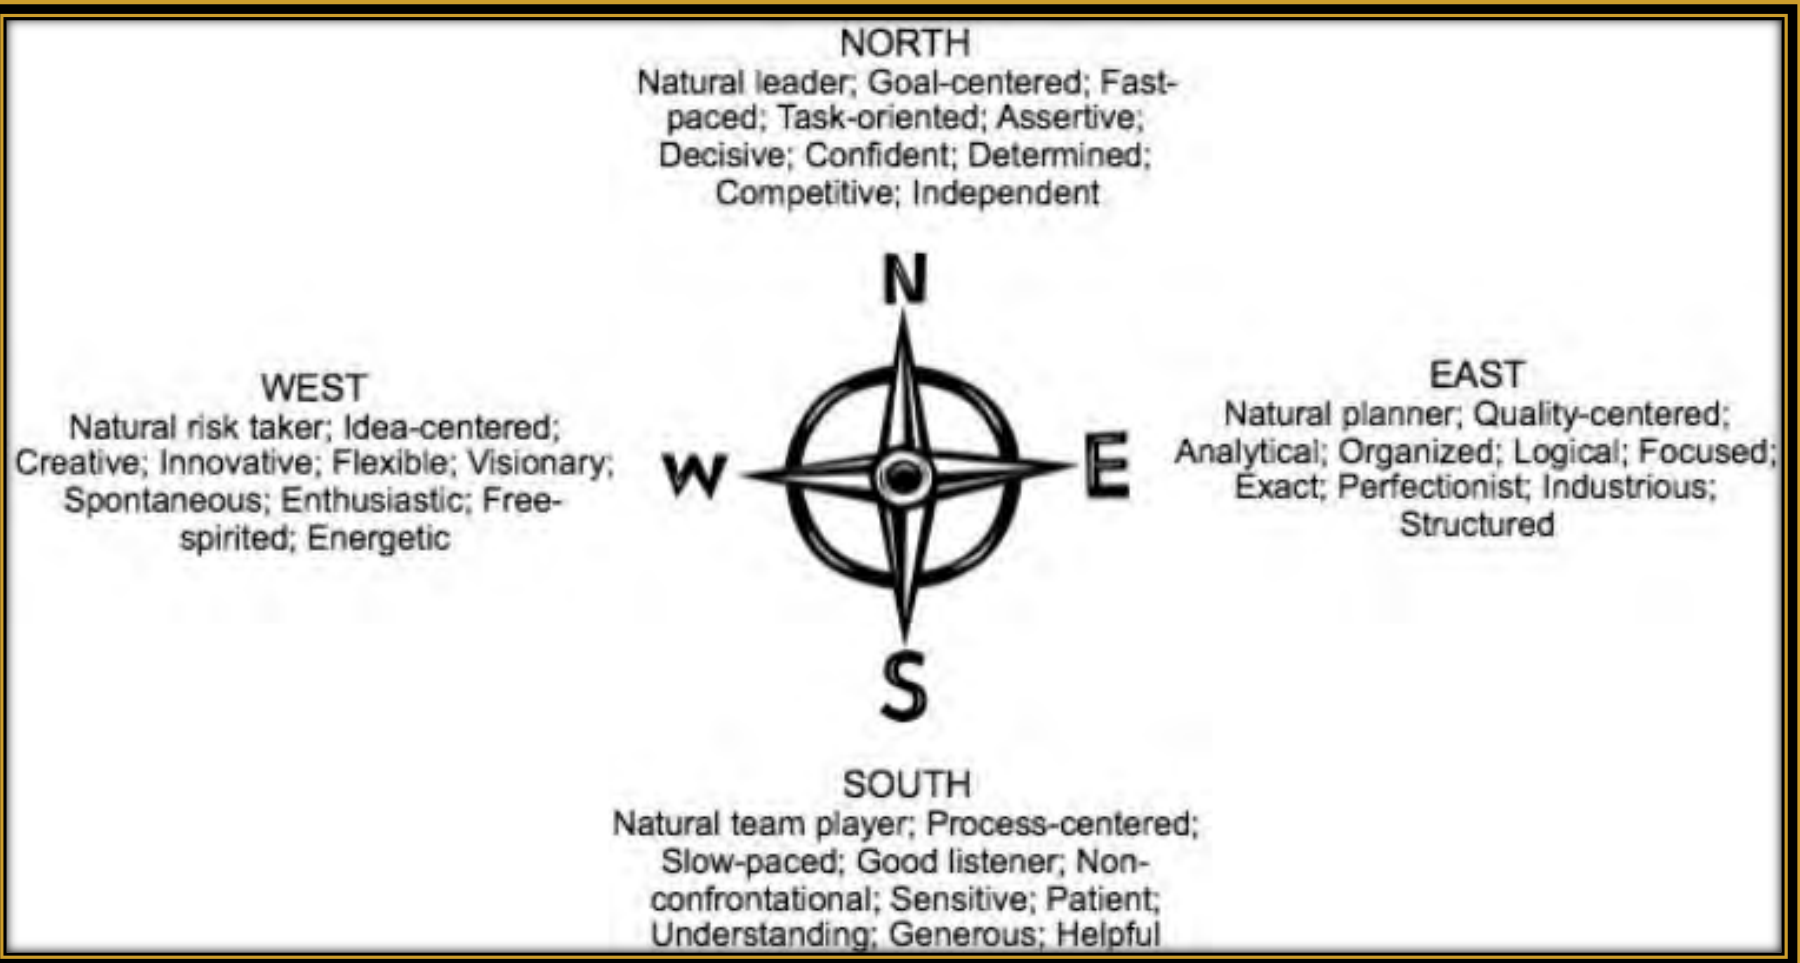 NORTH
Natural leader; Goal-centered; Fast-
paced; Task-oriented; Assertive;
Decisive; Confident; Determined;
Competitive; Independent
N
WEST
Natural risk taker; Idea-centered;
Creative; Innovative; Flexible; Visionary;
Spontaneous; Enthusiastic; Free-
spirited; Energetic
W
E
EAST
Natural planner; Quality-centered;
Analytical; Organized; Logical; Focused;
Exact; Perfectionist; Industrious;
Structured
S
SOUTH
Natural team player; Process-centered;
Slow-paced; Good listener; Non-
confrontational; Sensitive; Patient;
Understanding; Generous; Helpful